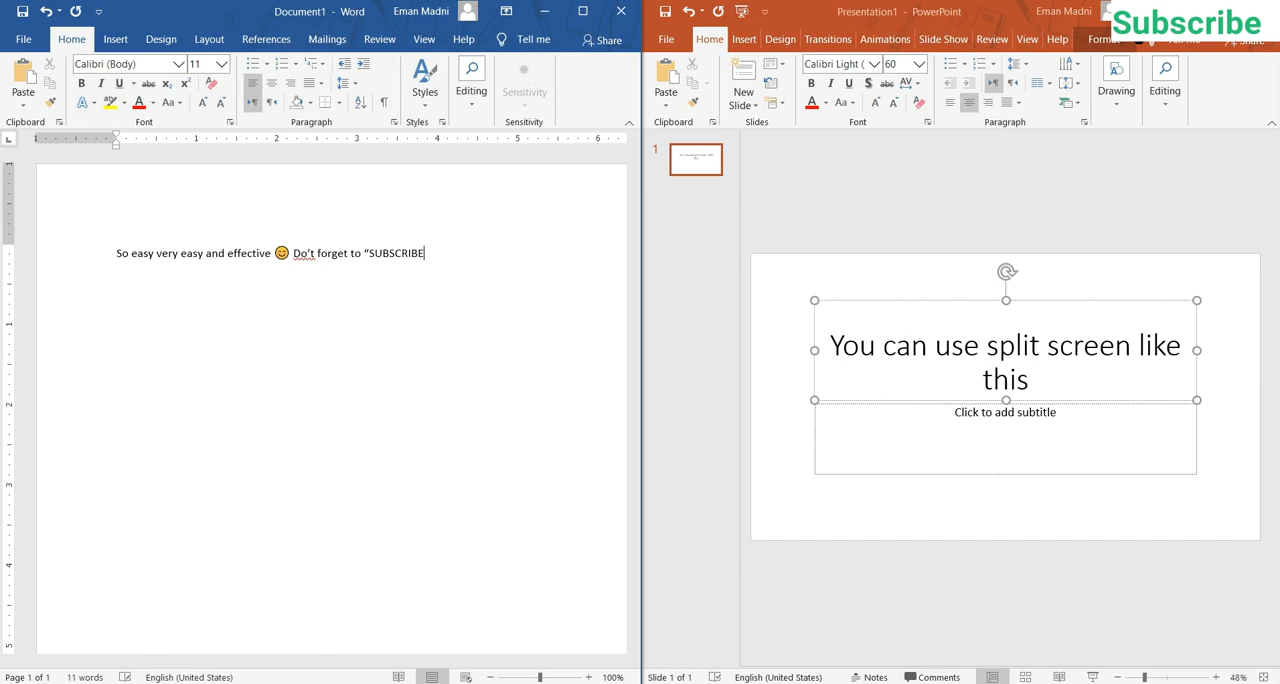 Document1 - Word
Eman Madni
File Home Insert Design Layout References Mailings Review View Help Tell me Share
Calibri (Body) 11
Paste
Styles
Editing
Sensitivity
Clipboard Font Paragraph Styles Sensitivity
So easy very easy and effective 😊 Do't forget to “SUBSCRIBE
Page 1 of 1 11 words English (United States) 100%
Presentation1 - PowerPoint
Eman Madni
Subscribe
File Home Insert Design Transitions Animations Slide Show Review View Help
Calibri Light ( 60
Paste
New
Slide
Drawing
Editing
Clipboard Slides Font Paragraph
1
You can use split screen like
this
Click to add subtitle
Slide 1 of 1 English (United States) Notes Comments 48%